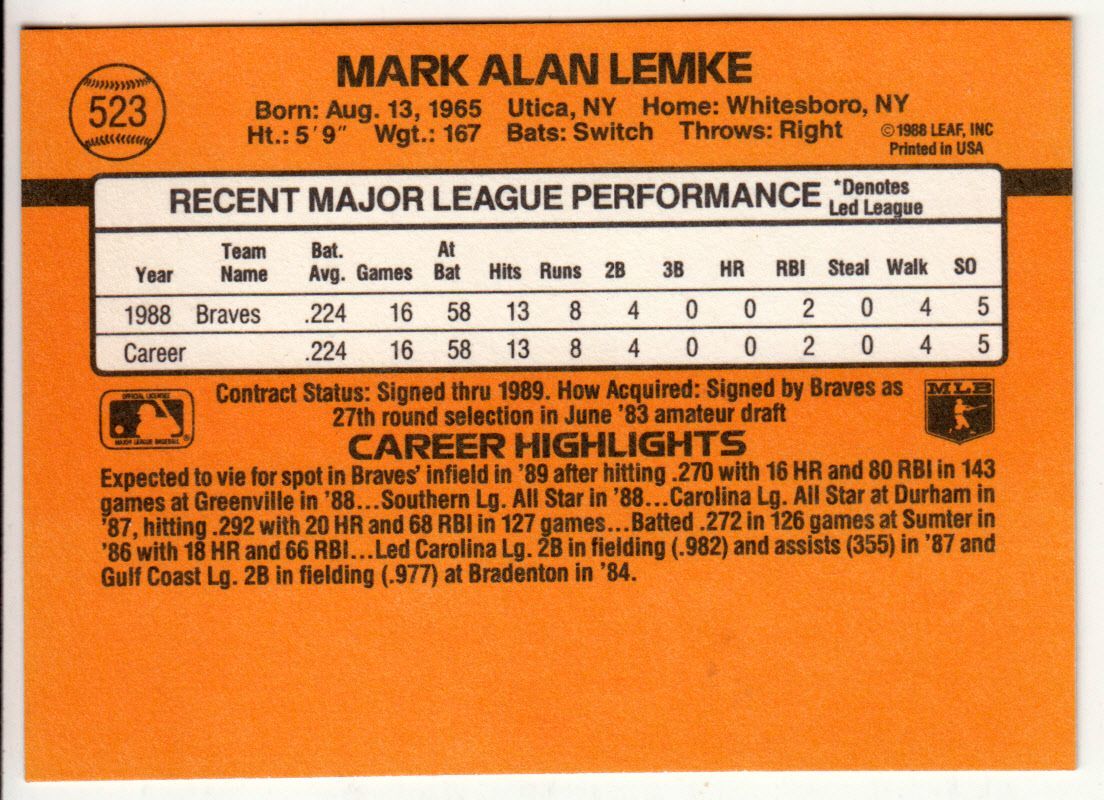 523
MARK ALAN LEMKE
Born: Aug. 13, 1965 Utica, NY Home: Whitesboro, NY
Ht.: 5'9" Wgt.: 167 Bats: Switch Throws: Right
©1988 LEAF, INC
Printed in USA
RECENT MAJOR LEAGUE PERFORMANCE
*Denotes
Led League
Year Team Name Bat. Avg. Games At Bat Hits Runs 2B 3B HR RBI Steal Walk SO
1988 Braves .224 16 58 13 8 4 0 0 2 0 4 5
Career .224 16 58 13 8 4 0 0 2 0 4 5
Contract Status: Signed thru 1989. How Acquired: Signed by Braves as
27th round selection in June '83 amateur draft
OFFICIAL LICENSEE
MAJOR LEAGUE BASEBALL
MLB
CAREER HIGHLIGHTS
Expected to vie for spot in Braves' infield in '89 after hitting .270 with 16 HR and 80 RBI in 143
games at Greenville in '88...Southern Lg. All Star in '88...Carolina Lg. All Star at Durham in
'87, hitting .292 with 20 HR and 68 RBI in 127 games...Batted .272 in 126 games at Sumter in
'86 with 18 HR and 66 RBI...Led Carolina Lg. 2B in fielding (.982) and assists (355) in '87 and
Gulf Coast Lg. 2B in fielding (.977) at Bradenton in '84.